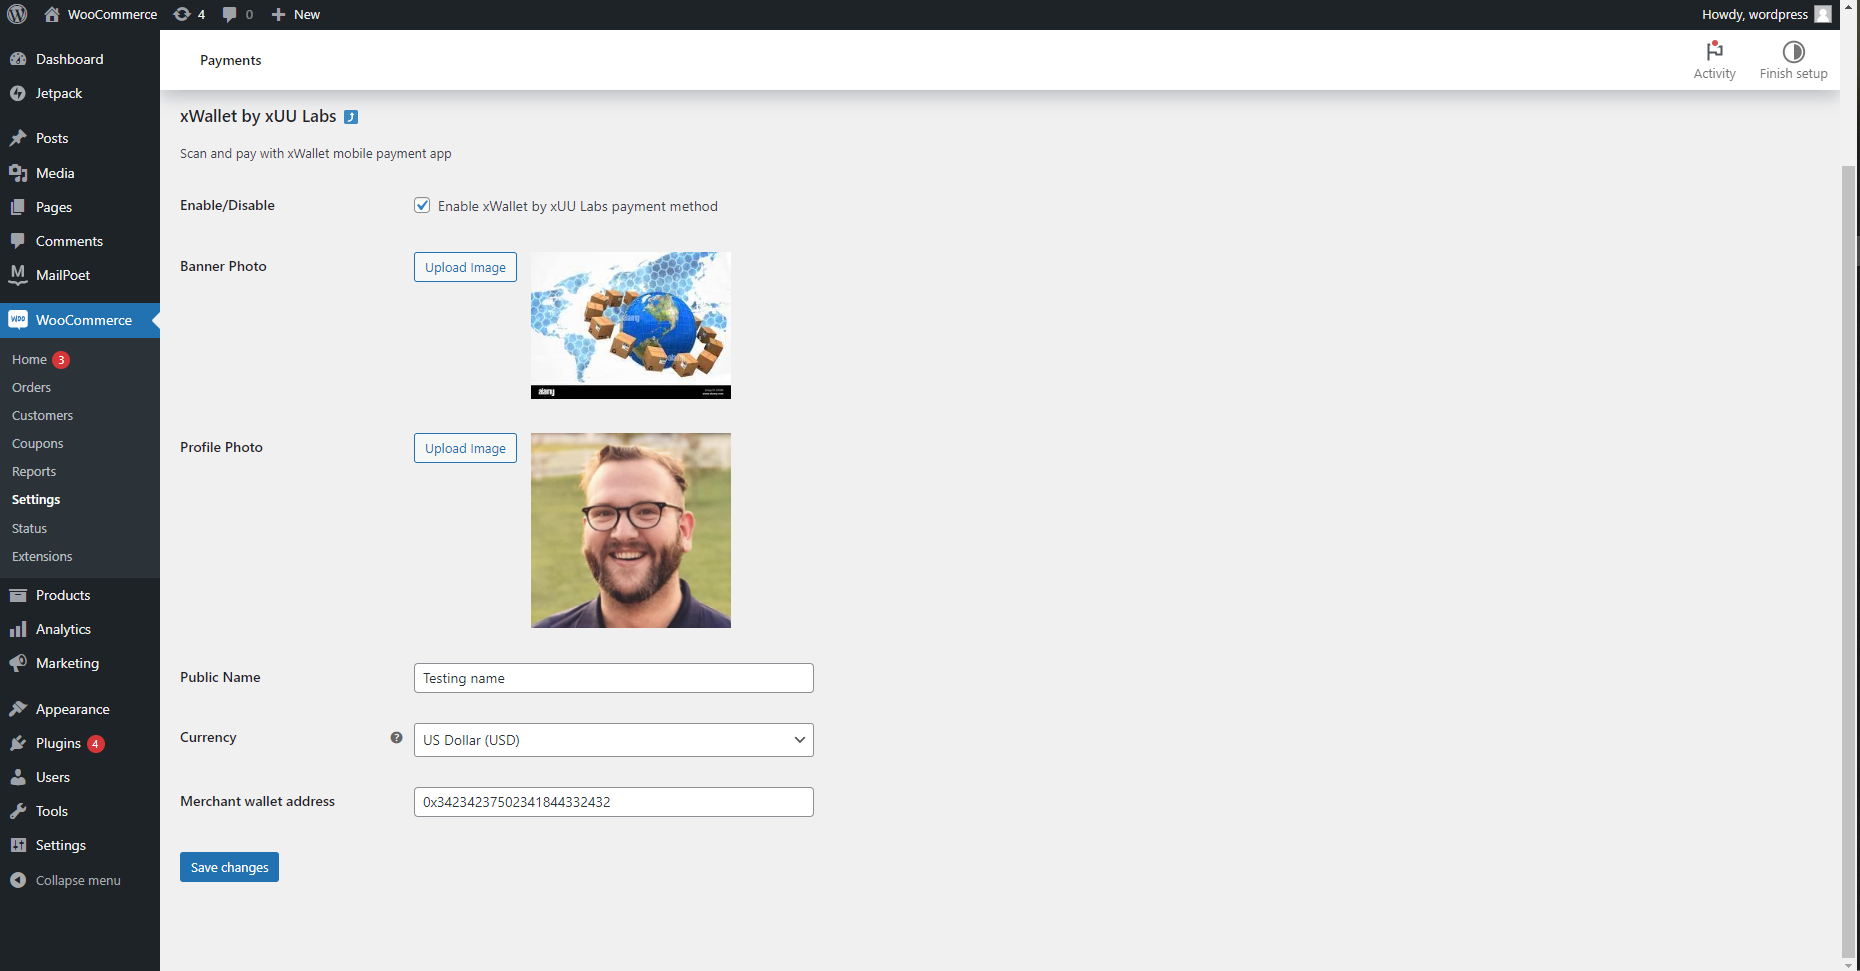 WooCommerce 4 0 New
Howdy, wordpress
Dashboard
Jetpack
Posts
Media
Pages
Comments
MailPoet
WooCommerce
Home 3
Orders
Customers
Coupons
Reports
Settings
Status
Extensions
Products
Analytics
Marketing
Appearance
Plugins 4
Users
Tools
Settings
Collapse menu
Payments
Activity
Finish setup
xWallet by xUU Labs
Scan and pay with xWallet mobile payment app
Enable/Disable
Enable xWallet by xUU Labs payment method
Banner Photo
Upload Image
alamy
Profile Photo
Upload Image
Public Name
Testing name
Currency
US Dollar (USD)
Merchant wallet address
0x34234237502341844332432
Save changes